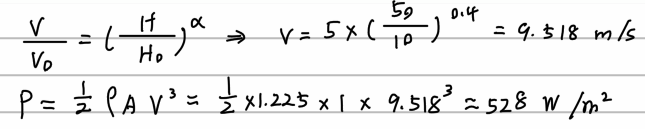 V/V₀ = (H/H₀)^α ⇒ V = 5 × (50/10)^0.4 = 9.518 m/s
P = 1/2 ρ A V³ = 1/2 × 1.225 × 1 × 9.518³ ≈ 528 W/m²